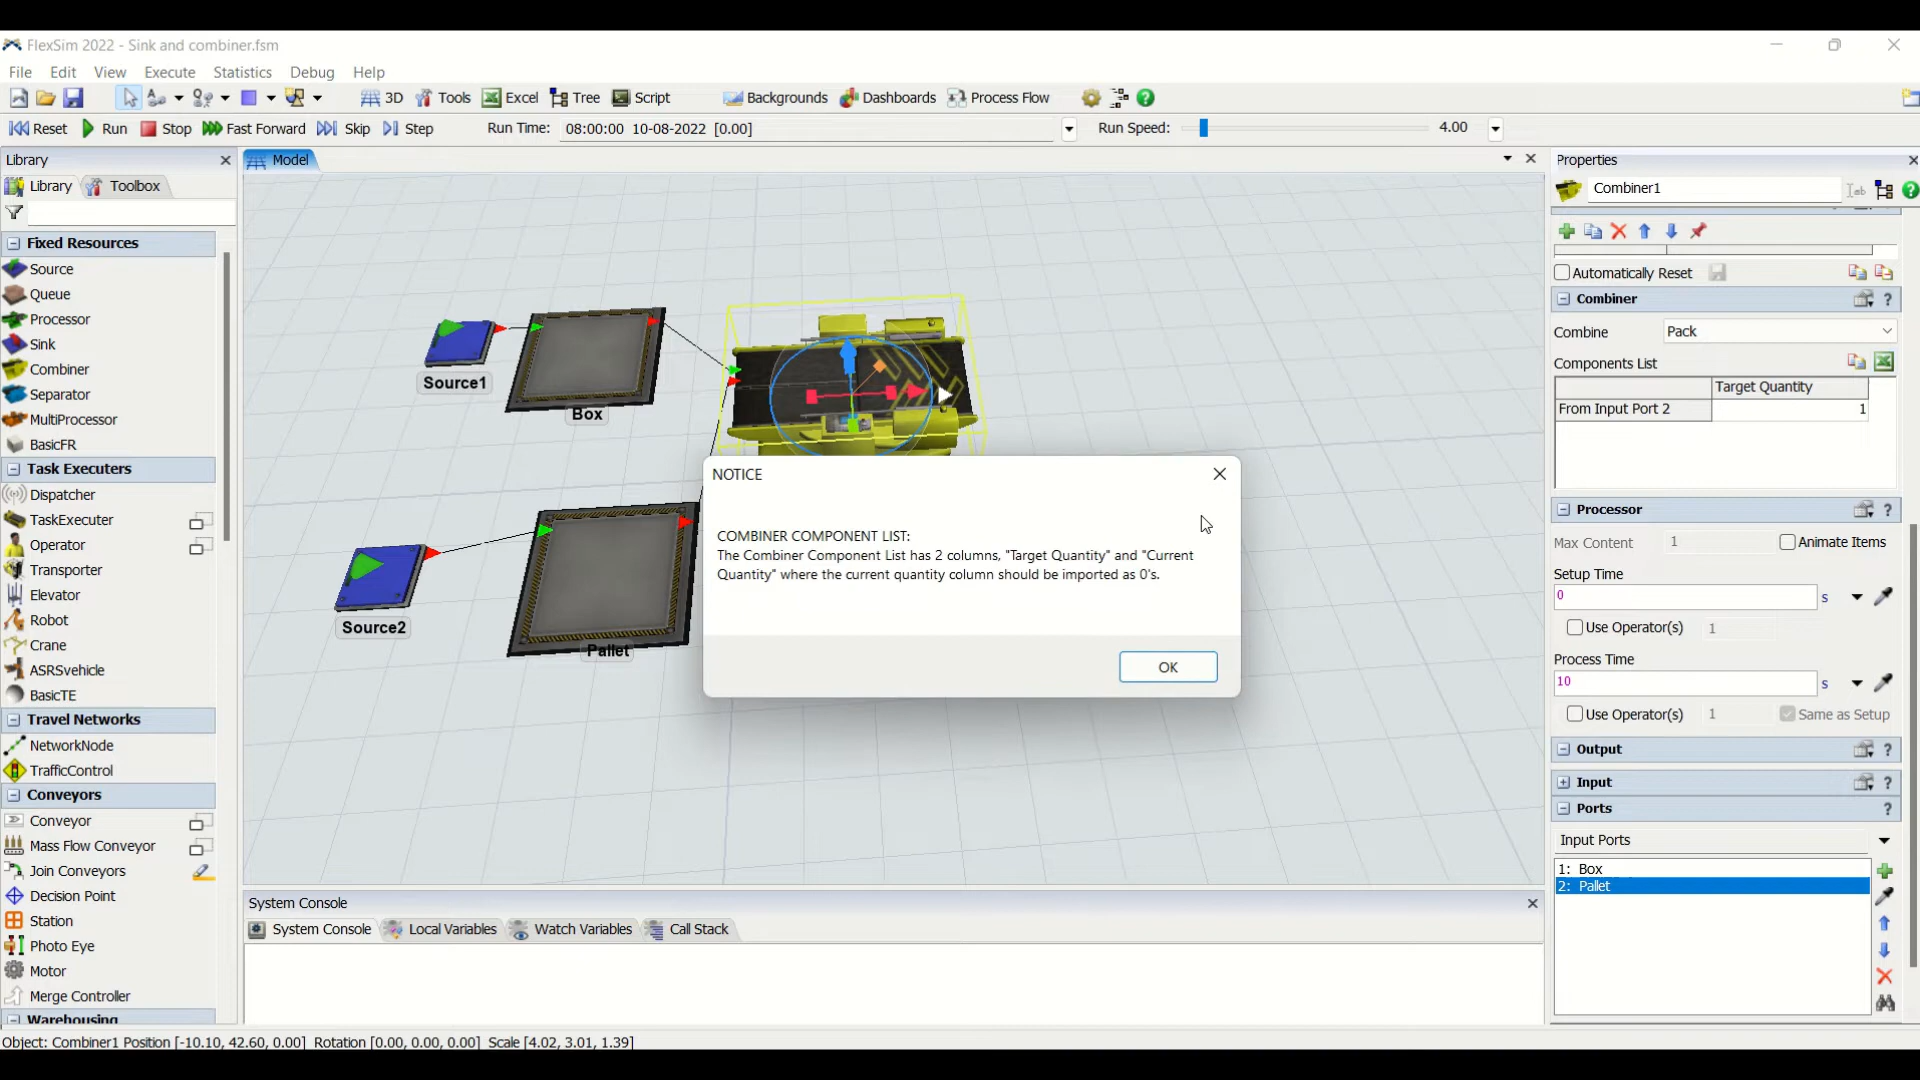 FlexSim 2022 - Sink and combiner.fsm
File Edit View Execute Statistics Debug Help
3D Tools Excel Tree Script Backgrounds Dashboards Process Flow
Reset Run Stop Fast Forward Skip Step Run Time: 08:00:00 10-08-2022 [0.00] Run Speed: 4.00
Library
Library Toolbox
Fixed Resources
Source
Queue
Processor
Sink
Combiner
Separator
MultiProcessor
BasicFR
Task Executers
Dispatcher
TaskExecuter
Operator
Transporter
Elevator
Robot
Crane
ASRSvehicle
BasicTE
Travel Networks
NetworkNode
TrafficControl
Conveyors
Conveyor
Mass Flow Conveyor
Join Conveyors
Decision Point
Station
Photo Eye
Motor
Merge Controller
Warehousing
Model
Source1
Box
Source2
Pallet
NOTICE
COMBINER COMPONENT LIST:
The Combiner Component List has 2 columns, "Target Quantity" and "Current
Quantity" where the current quantity column should be imported as 0's.
OK
System Console
System Console Local Variables Watch Variables Call Stack
Properties
Combiner1
Automatically Reset
Combiner
Combine Pack
Components List
Target Quantity
From Input Port 2 1
Processor
Max Content 1 Animate Items
Setup Time
0 s
Use Operator(s) 1
Process Time
10 s
Use Operator(s) 1 Same as Setup
Output
Input
Ports
Input Ports
1: Box
2: Pallet
Object: Combiner1 Position [-10.10, 42.60, 0.00] Rotation [0.00, 0.00, 0.00] Scale [4.02, 3.01, 1.39]